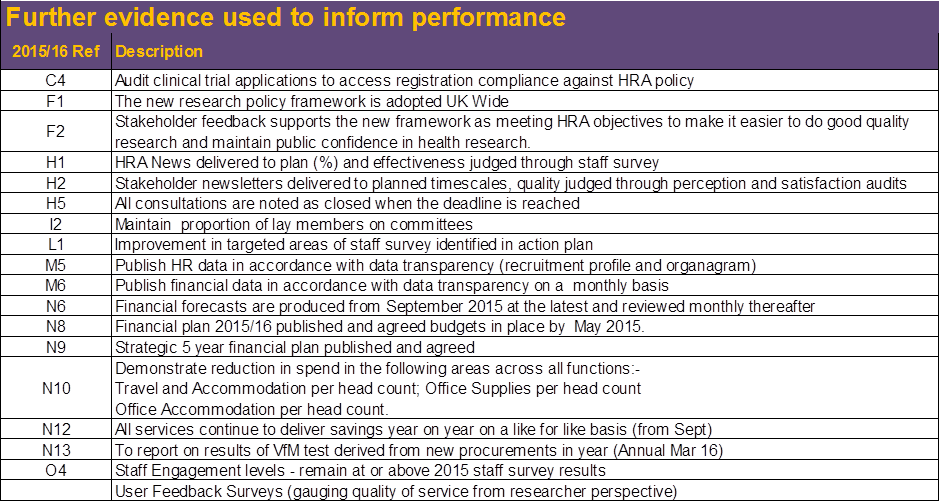 Further evidence used to inform performance
2015/16 Ref Description
C4 Audit clinical trial applications to access registration compliance against HRA policy
F1 The new research policy framework is adopted UK Wide
F2 Stakeholder feedback supports the new framework as meeting HRA objectives to make it easier to do good quality
research and maintain public confidence in health research.
H1 HRA News delivered to plan (%) and effectiveness judged through staff survey
H2 Stakeholder newsletters delivered to planned timescales, quality judged through perception and satisfaction audits
H5 All consultations are noted as closed when the deadline is reached
I2 Maintain proportion of lay members on committees
L1 Improvement in targeted areas of staff survey identified in action plan
M5 Publish HR data in accordance with data transparency (recruitment profile and organagram)
M6 Publish financial data in accordance with data transparency on a monthly basis
N6 Financial forecasts are produced from September 2015 at the latest and reviewed monthly thereafter
N8 Financial plan 2015/16 published and agreed budgets in place by May 2015.
N9 Strategic 5 year financial plan published and agreed
N10 Demonstrate reduction in spend in the following areas across all functions:-
Travel and Accommodation per head count; Office Supplies per head count
Office Accommodation per head count.
N12 All services continue to deliver savings year on year on a like for like basis (from Sept)
N13 To report on results of VfM test derived from new procurements in year (Annual Mar 16)
O4 Staff Engagement levels - remain at or above 2015 staff survey results
User Feedback Surveys (gauging quality of service from researcher perspective)